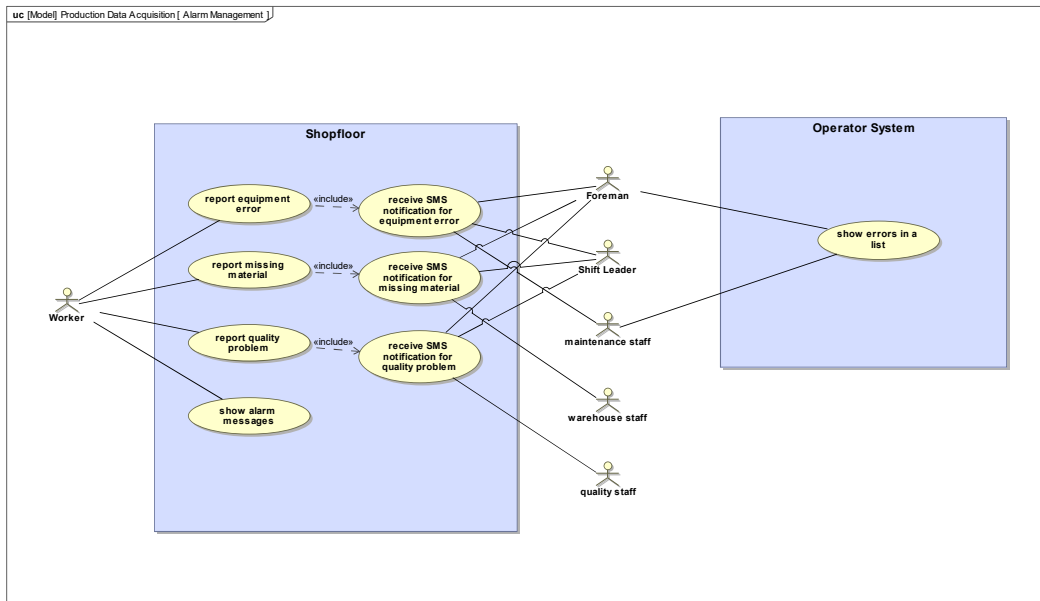 uc [Model] Production Data Acquisition [ Alarm Management ]
Shopfloor
Operator System
report equipment
error
«include»
receive SMS
notification for
equipment error
Foreman
show errors in a
list
report missing
material
«include»
receive SMS
notification for
missing material
Shift Leader
Worker
report quality
problem
«include»
receive SMS
notification for
quality problem
maintenance staff
show alarm
messages
warehouse staff
quality staff